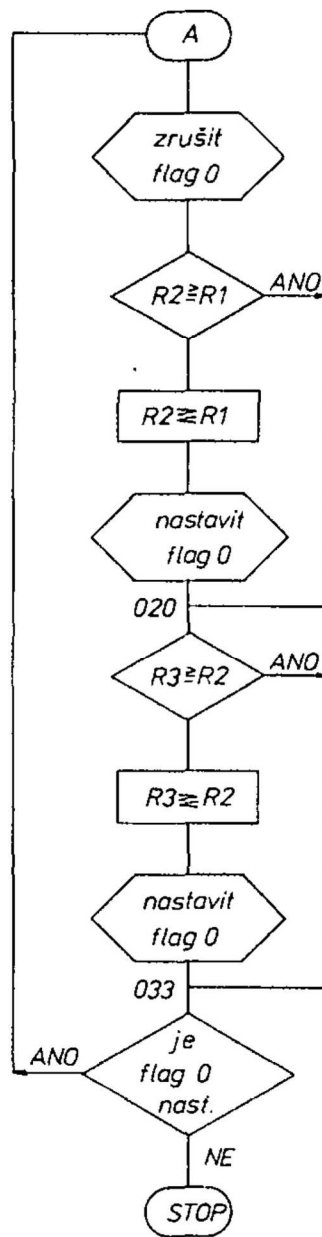 A
zrušit
flag 0
R2≧R1
ANO
R2≷R1
nastavit
flag 0
020
R3≧R2
ANO
R3≷R2
nastavit
flag 0
033
je
flag 0
nast.
ANO
NE
STOP